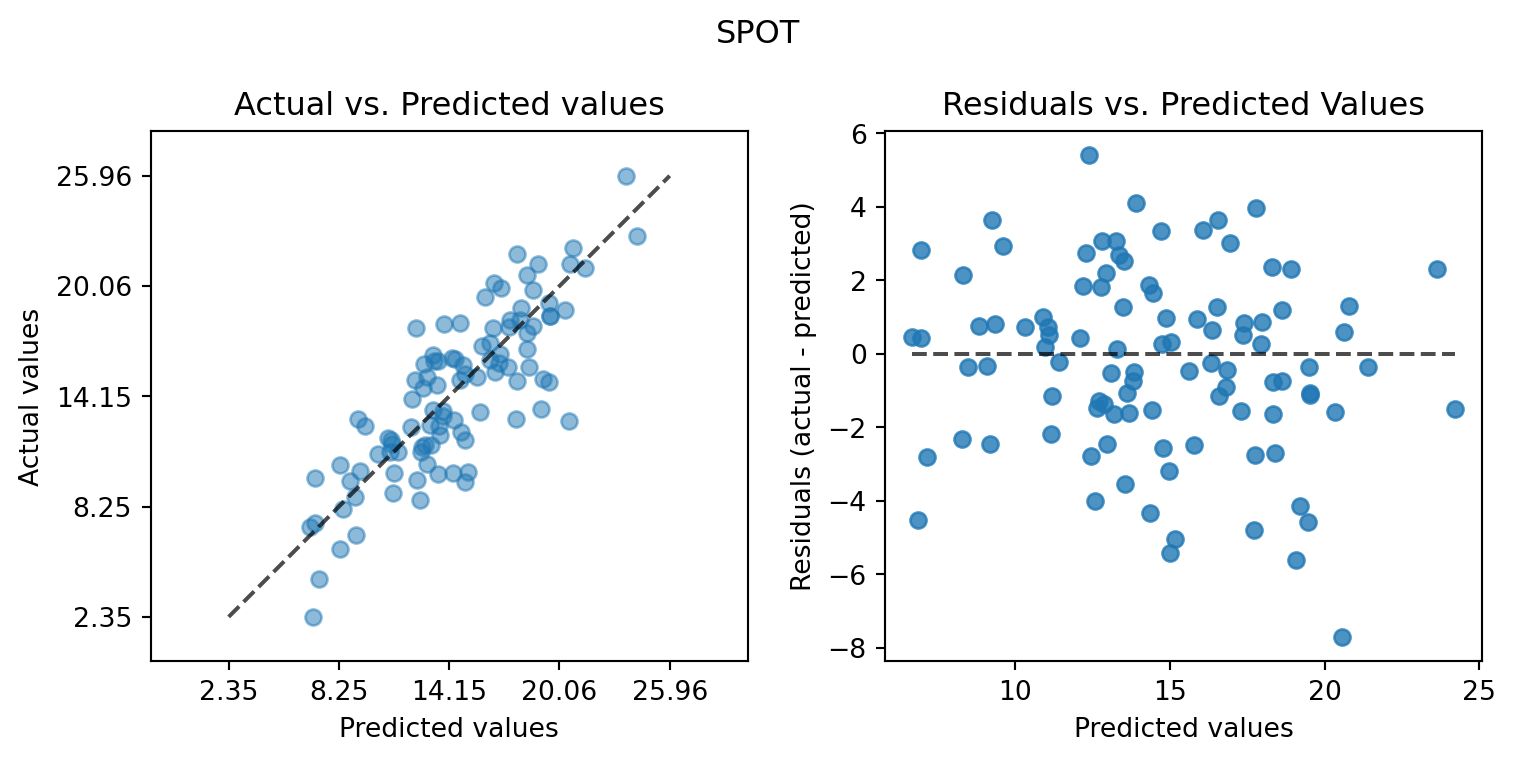 SPOT
Actual vs. Predicted values
Actual values
25.96
20.06
14.15
8.25
2.35
2.35 8.25 14.15 20.06 25.96
Predicted values
Residuals vs. Predicted Values
Residuals (actual - predicted)
6
4
2
0
−2
−4
−6
−8
10 15 20 25
Predicted values